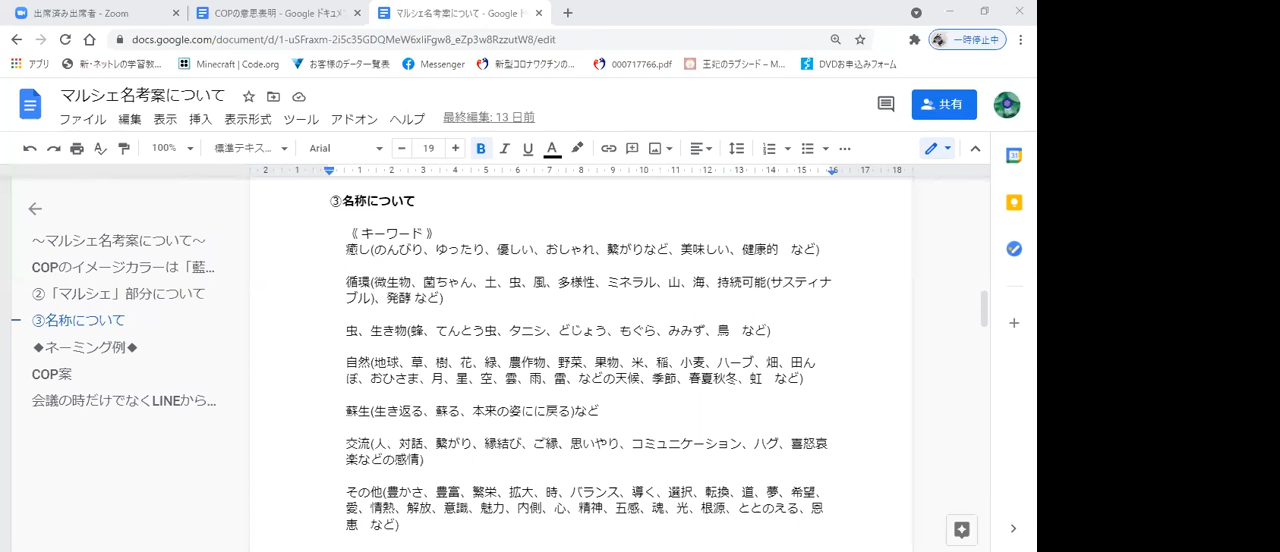 出席済み出席者 - Zoom
COPの意思表明 - Google ドキュメ
マルシェ名考案について - Google ド
docs.google.com/document/d/1-uSFraxm-2i5c35GDQMeW6xIiFgw8_eZp3w8RzzutW8/edit
一時停止中
アプリ
新・ネットレの学習教...
Minecraft | Code.org
お客様のデータ一覧表
Messenger
新型コロナワクチンの...
000717766.pdf
王妃のラブシード – M...
DVDお申込みフォーム
マルシェ名考案について
共有
ファイル 編集 表示 挿入 表示形式 ツール アドオン ヘルプ 最終編集: 13 日前
100% 標準テキス... Arial 19 B I U A
2 1 1 2 3 4 5 6 7 8 9 10 11 12 13 14 15 16 17 18
～マルシェ名考案について～
COPのイメージカラーは「藍...
②「マルシェ」部分について
③名称について
◆ネーミング例◆
COP案
会議の時だけでなくLINEから...
③名称について
《 キーワード 》
癒し(のんびり、ゆったり、優しい、おしゃれ、繫がりなど、美味しい、健康的　など)
循環(微生物、菌ちゃん、土、虫、風、多様性、ミネラル、山、海、持続可能(サスティナ
ブル)、発酵 など)
虫、生き物(蜂、てんとう虫、タニシ、どじょう、もぐら、みみず、鳥　など)
自然(地球、草、樹、花、緑、農作物、野菜、果物、米、稲、小麦、ハーブ、畑、田ん
ぼ、おひさま、月、星、空、雲、雨、雷、などの天候、季節、春夏秋冬、虹　など)
蘇生(生き返る、蘇る、本来の姿にに戻る)など
交流(人、対話、繫がり、縁結び、ご縁、思いやり、コミュニケーション、ハグ、喜怒哀
楽などの感情)
その他(豊かさ、豊富、繁栄、拡大、時、バランス、導く、選択、転換、道、夢、希望、
愛、情熱、解放、意識、魅力、内側、心、精神、五感、魂、光、根源、ととのえる、恩
恵　など)